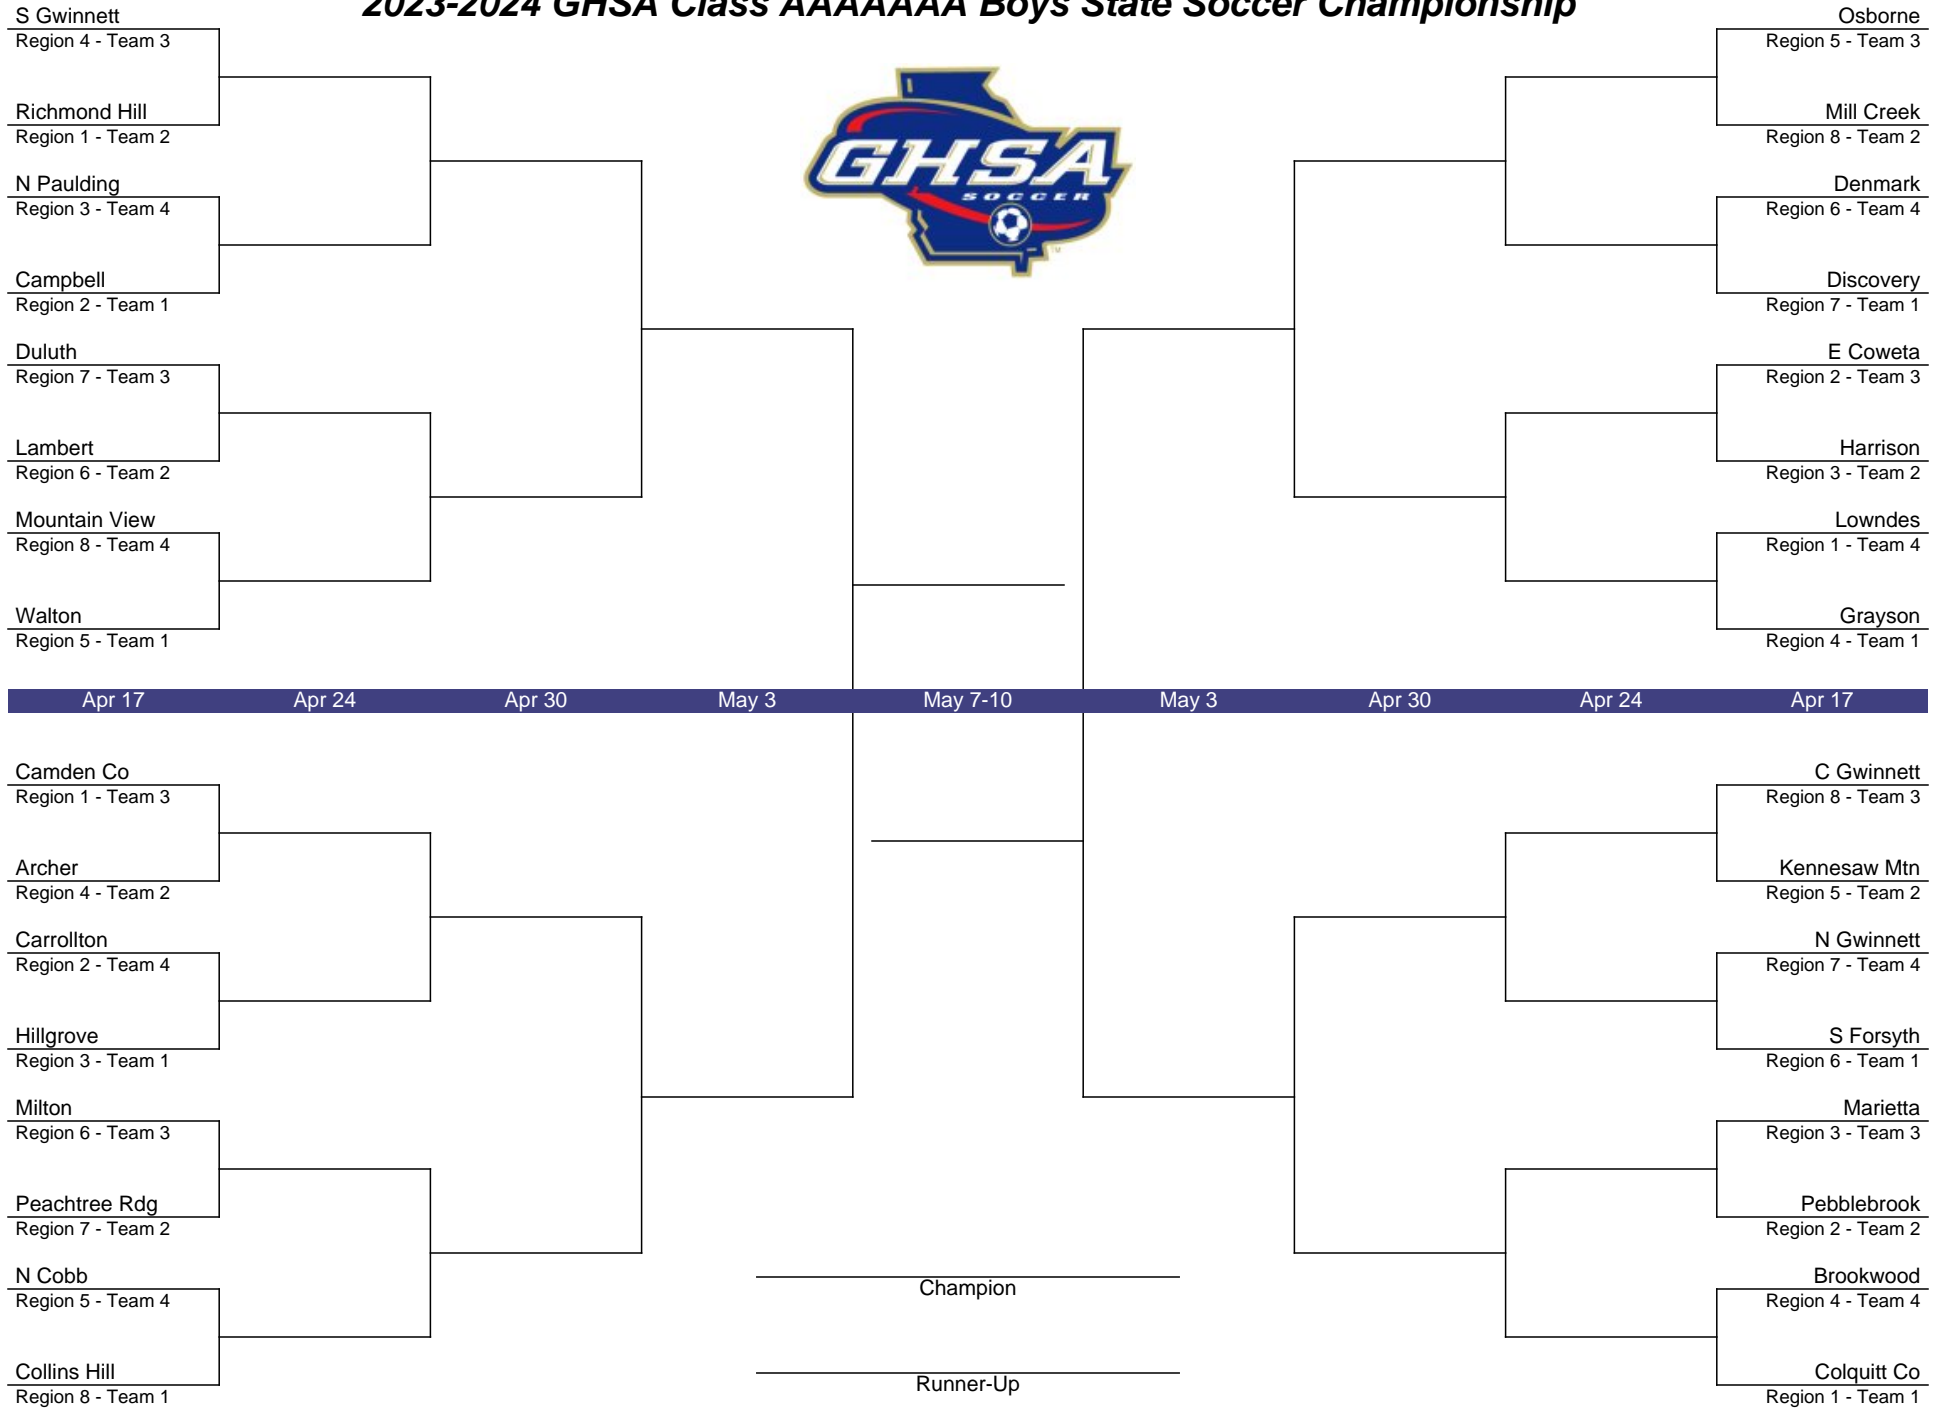 2023-2024 GHSA Class AAAAAAA Boys State Soccer Championship
GHSA
SOCCER
TM
S Gwinnett
Region 4 - Team 3
Richmond Hill
Region 1 - Team 2
N Paulding
Region 3 - Team 4
Campbell
Region 2 - Team 1
Duluth
Region 7 - Team 3
Lambert
Region 6 - Team 2
Mountain View
Region 8 - Team 4
Walton
Region 5 - Team 1
Osborne
Region 5 - Team 3
Mill Creek
Region 8 - Team 2
Denmark
Region 6 - Team 4
Discovery
Region 7 - Team 1
E Coweta
Region 2 - Team 3
Harrison
Region 3 - Team 2
Lowndes
Region 1 - Team 4
Grayson
Region 4 - Team 1
Apr 17 Apr 24 Apr 30 May 3 May 7-10 May 3 Apr 30 Apr 24 Apr 17
Camden Co
Region 1 - Team 3
Archer
Region 4 - Team 2
Carrollton
Region 2 - Team 4
Hillgrove
Region 3 - Team 1
Milton
Region 6 - Team 3
Peachtree Rdg
Region 7 - Team 2
N Cobb
Region 5 - Team 4
Collins Hill
Region 8 - Team 1
C Gwinnett
Region 8 - Team 3
Kennesaw Mtn
Region 5 - Team 2
N Gwinnett
Region 7 - Team 4
S Forsyth
Region 6 - Team 1
Marietta
Region 3 - Team 3
Pebblebrook
Region 2 - Team 2
Brookwood
Region 4 - Team 4
Colquitt Co
Region 1 - Team 1
Champion
Runner-Up